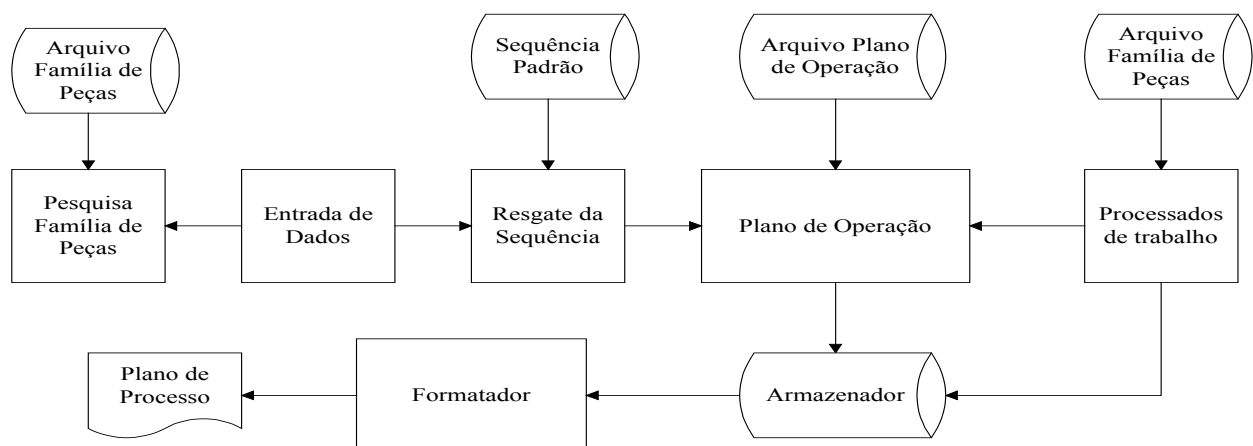 Arquivo
Família de
Peças
Sequência
Padrão
Arquivo Plano
de Operação
Arquivo
Família de
Peças
Pesquisa
Família de
Peças
Entrada de
Dados
Resgate da
Sequência
Plano de Operação
Processados
de trabalho
Plano de
Processo
Formatador
Armazenador